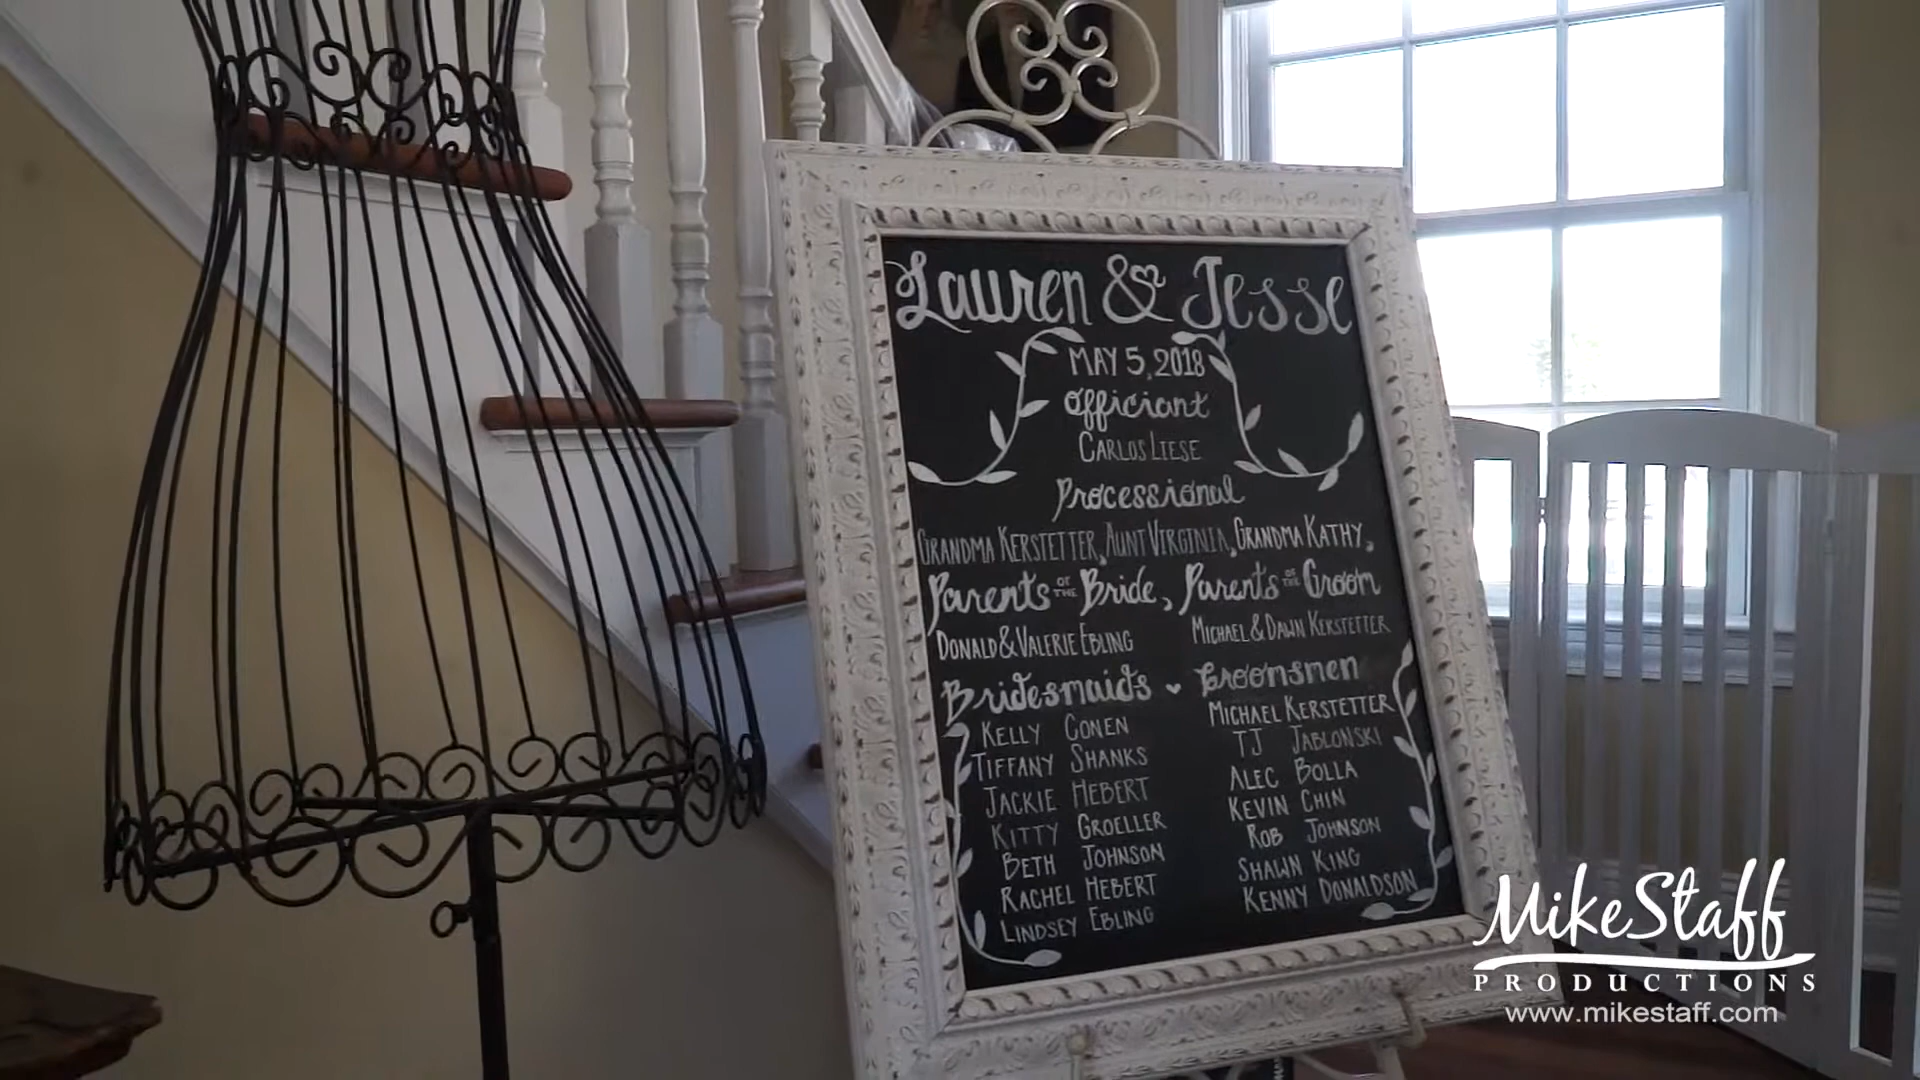 Lauren & Jesse
MAY 5, 2018
Officiant
CARLOS LIESE
Processional
GRANDMA KERSTETTER, AUNT VIRGINIA, GRANDMA KATHY,
Parents OF THE Bride, Parents OF THE Groom
DONALD & VALERIE EBLING MICHAEL & DAWN KERSTETTER
Bridesmaids Groomsmen
KELLY CONEN MICHAEL KERSTETTER
TIFFANY SHANKS TJ JABLONSKI
JACKIE HEBERT ALEC BOLLA
KITTY GROELLER KEVIN CHIN
BETH JOHNSON ROB JOHNSON
RACHEL HEBERT SHAWN KING
LINDSEY EBLING KENNY DONALDSON
MikeStaff
PRODUCTIONS
www.mikestaff.com